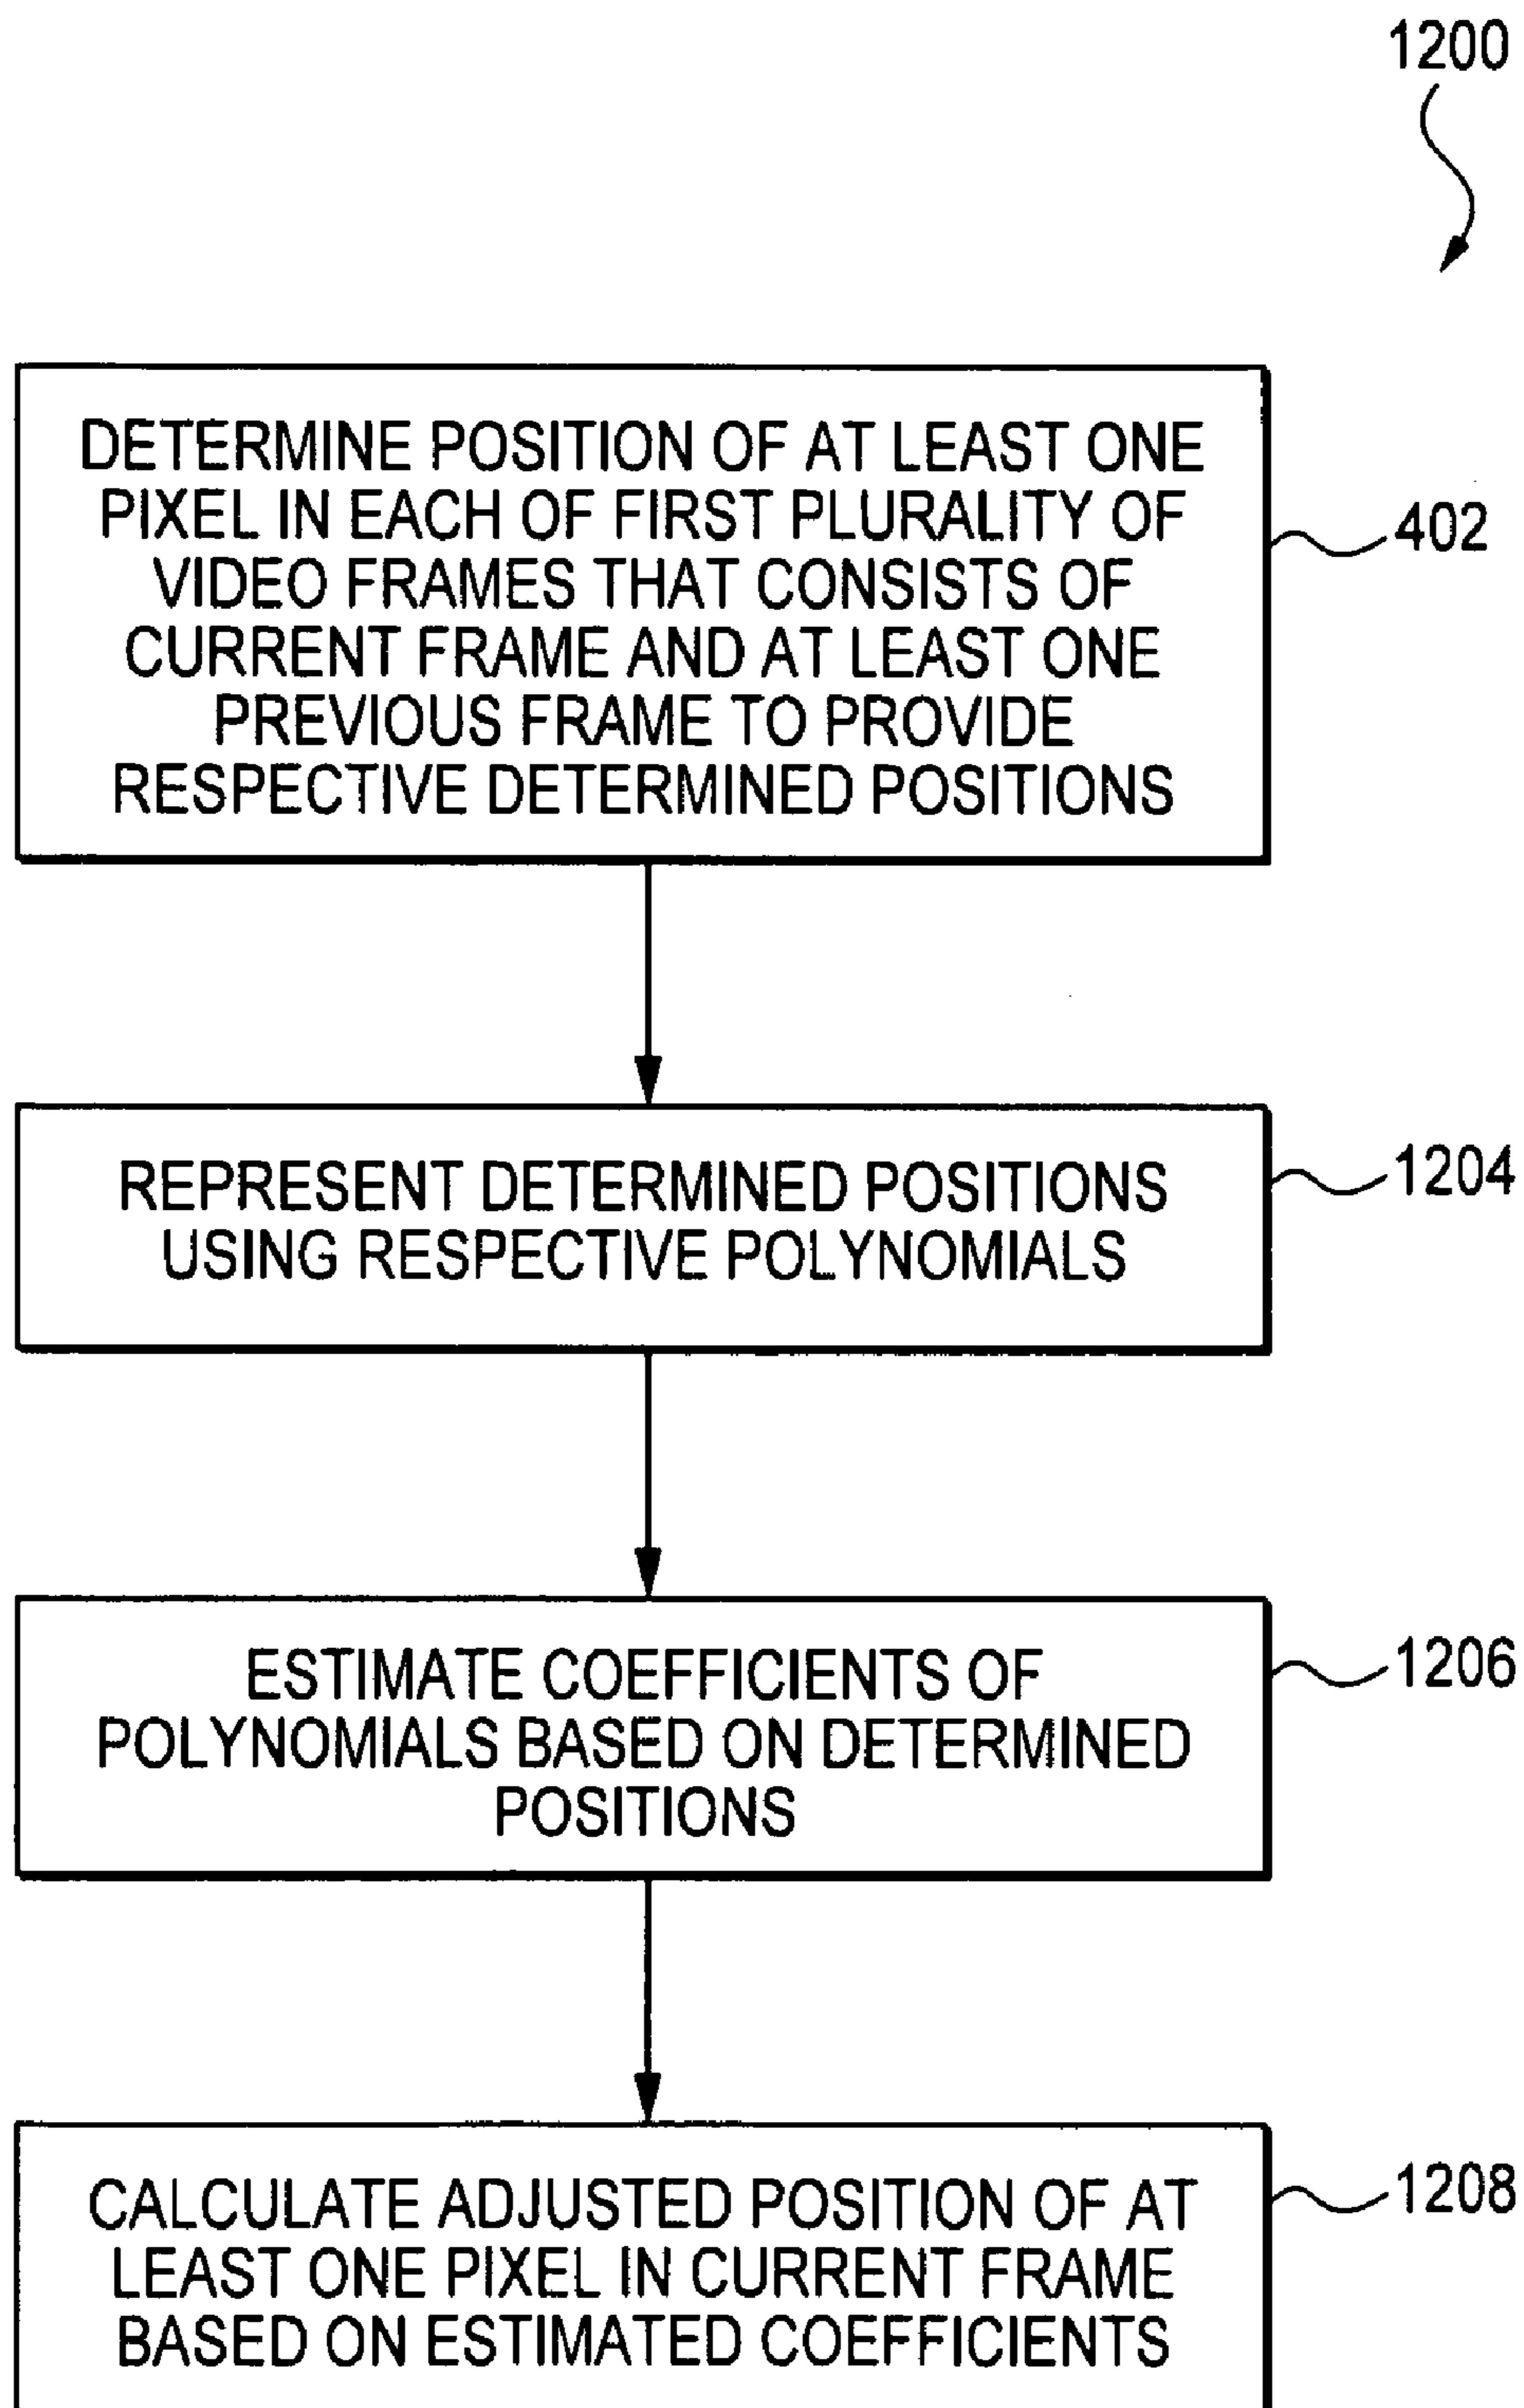 1200
DETERMINE POSITION OF AT LEAST ONE
PIXEL IN EACH OF FIRST PLURALITY OF
VIDEO FRAMES THAT CONSISTS OF
CURRENT FRAME AND AT LEAST ONE
PREVIOUS FRAME TO PROVIDE
RESPECTIVE DETERMINED POSITIONS
402
REPRESENT DETERMINED POSITIONS
USING RESPECTIVE POLYNOMIALS
1204
ESTIMATE COEFFICIENTS OF
POLYNOMIALS BASED ON DETERMINED
POSITIONS
1206
CALCULATE ADJUSTED POSITION OF AT
LEAST ONE PIXEL IN CURRENT FRAME
BASED ON ESTIMATED COEFFICIENTS
1208